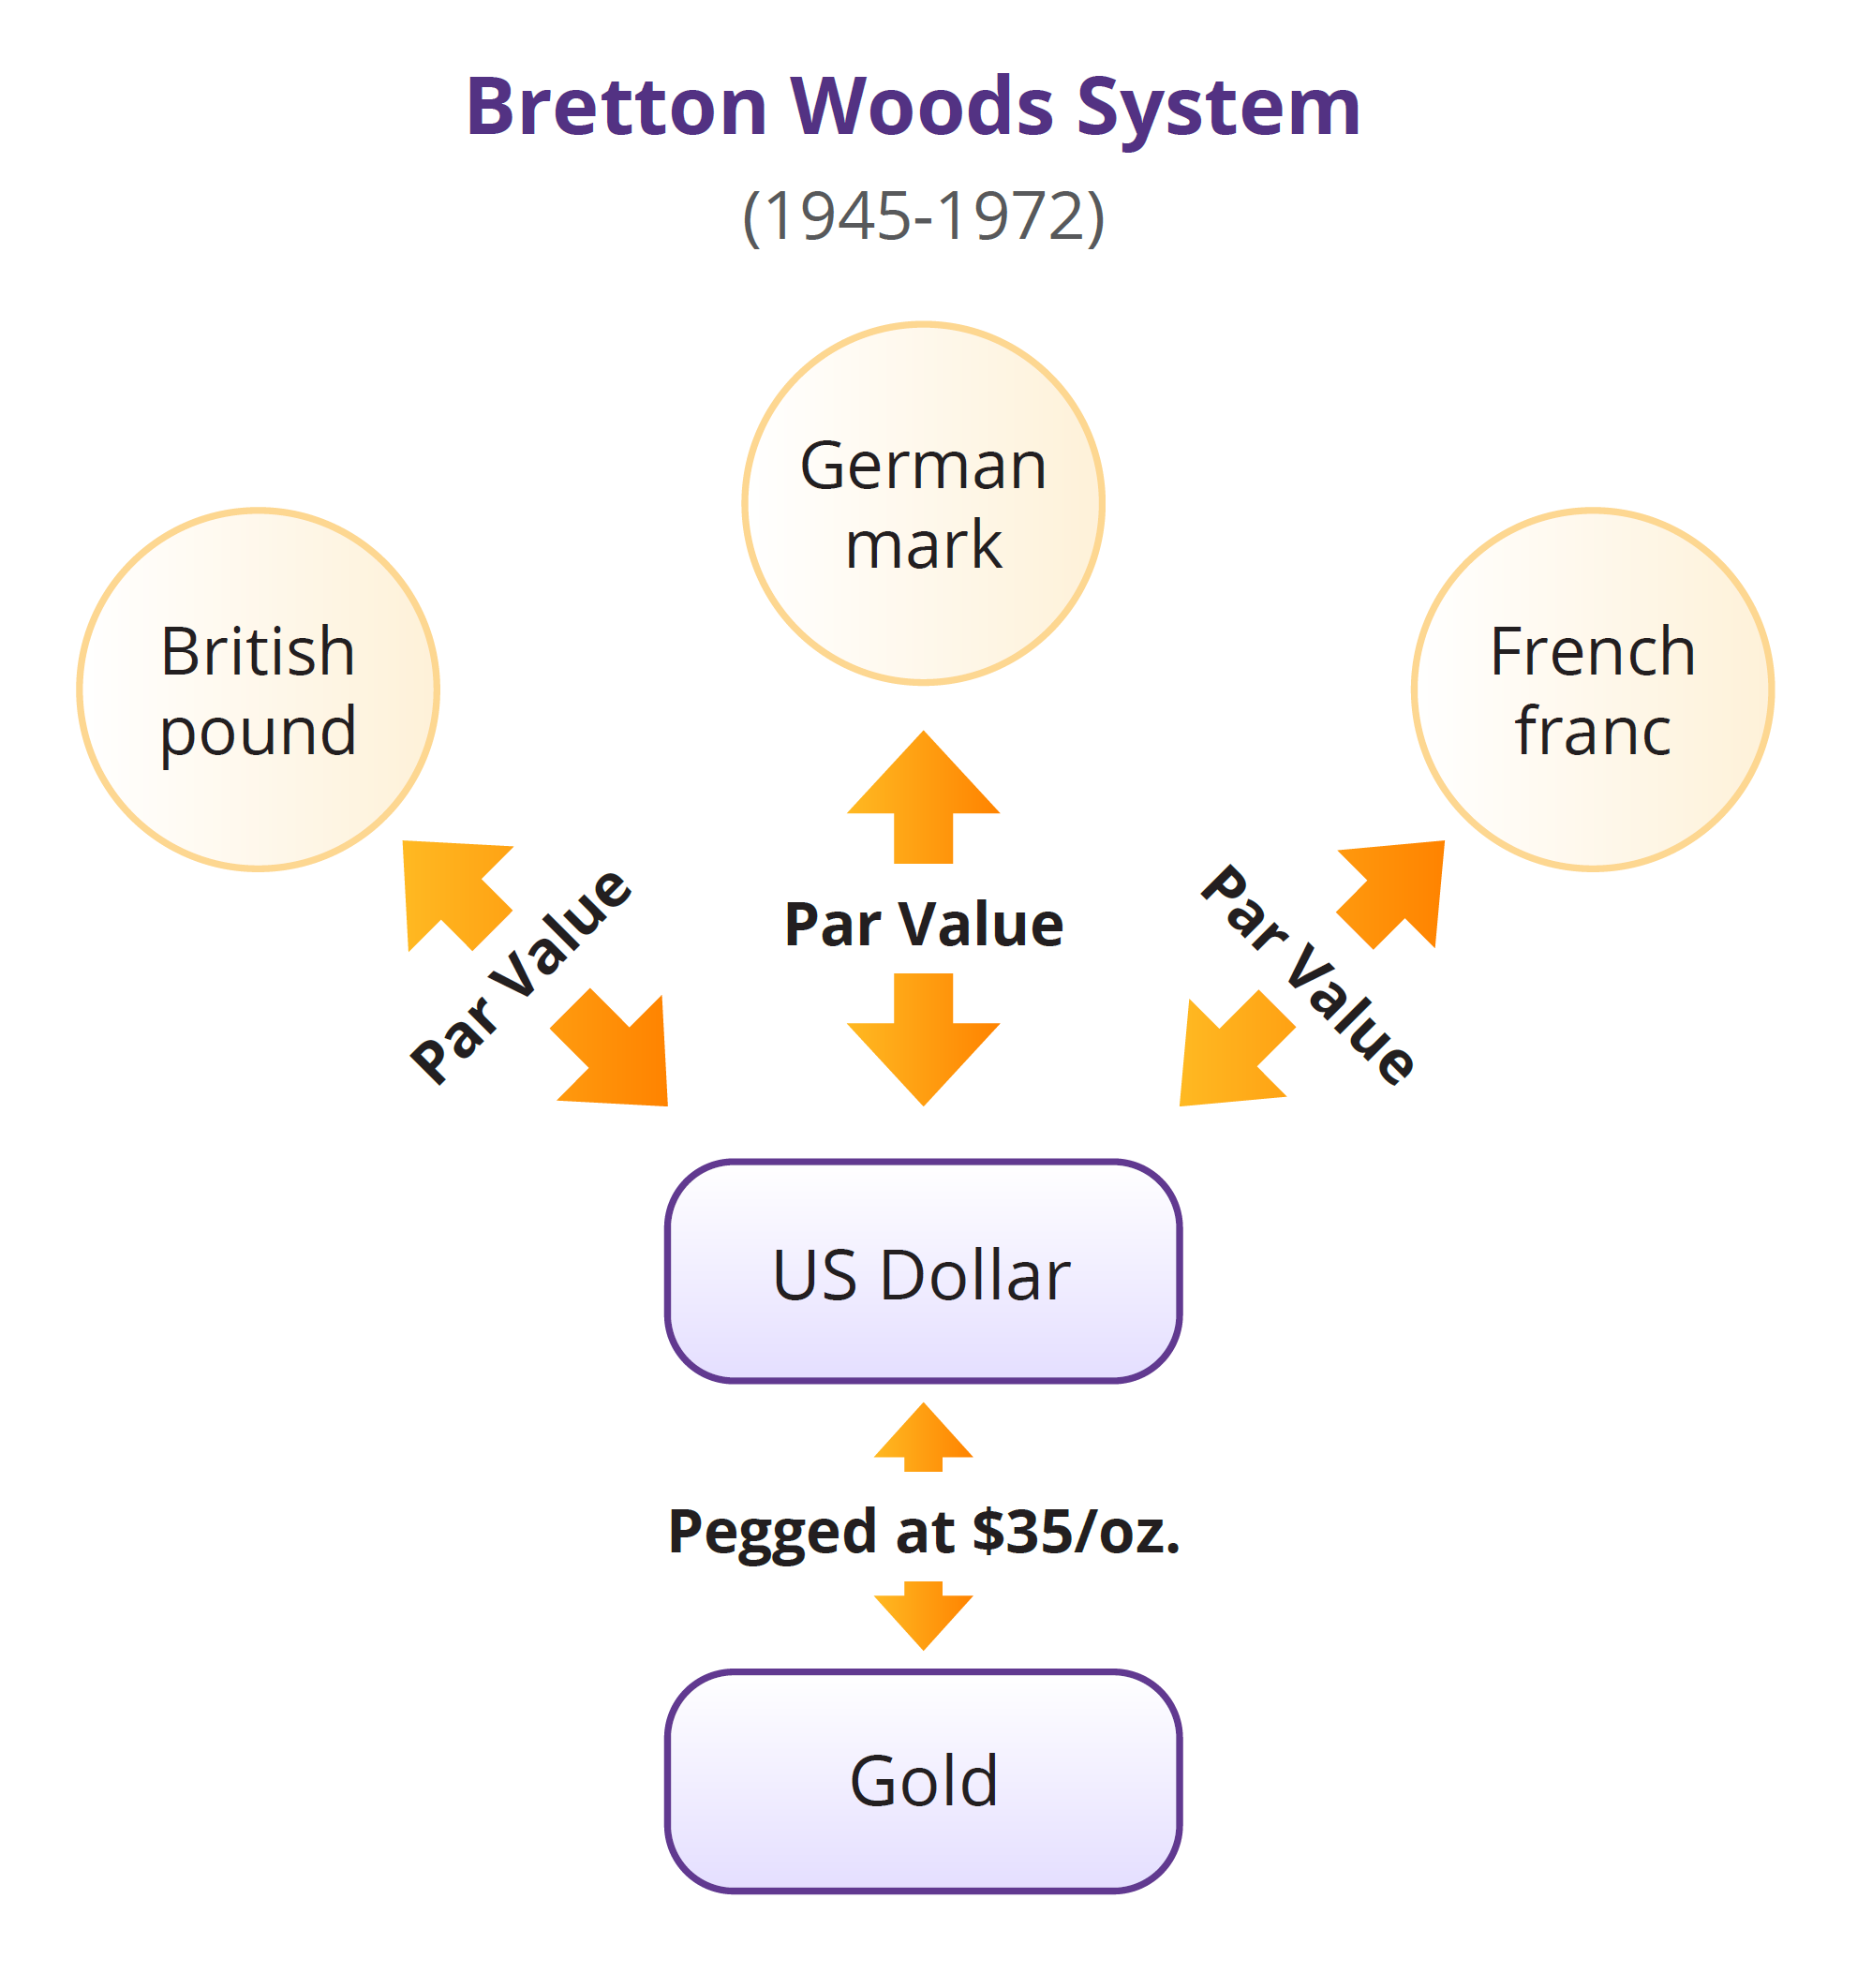 Bretton Woods System
(1945-1972)
German
mark
British
pound
French
franc
Par Value
Par Value
Par Value
US Dollar
Pegged at $35/oz.
Gold